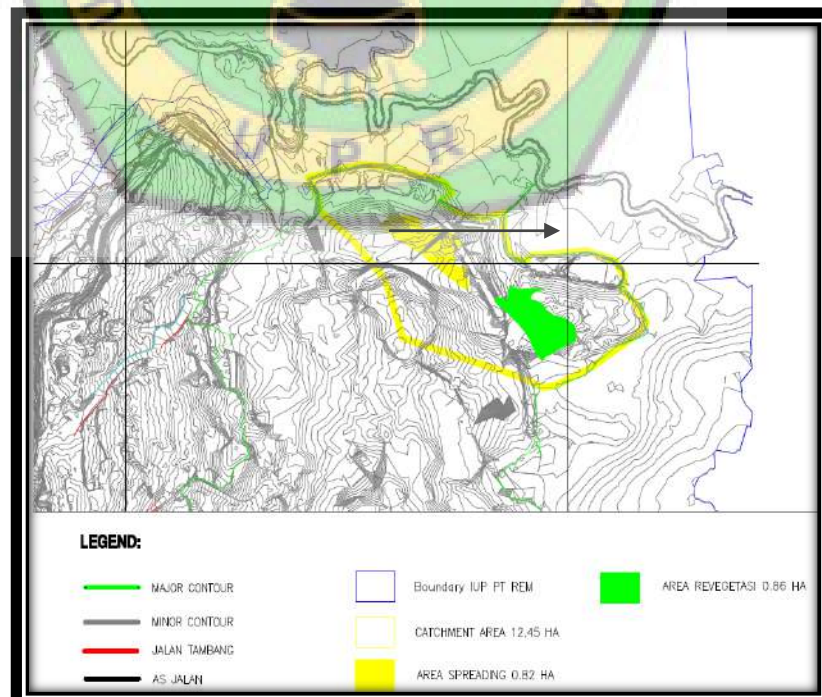 U P R
LEGEND:
MAJOR CONTOUR
MINOR CONTOUR
JALAN TAMBANG
AS JALAN
Boundary IUP PT REM
CATCHMENT AREA 12.45 HA
AREA SPREADING 0.82 HA
AREA REVEGETASI 0.86 HA